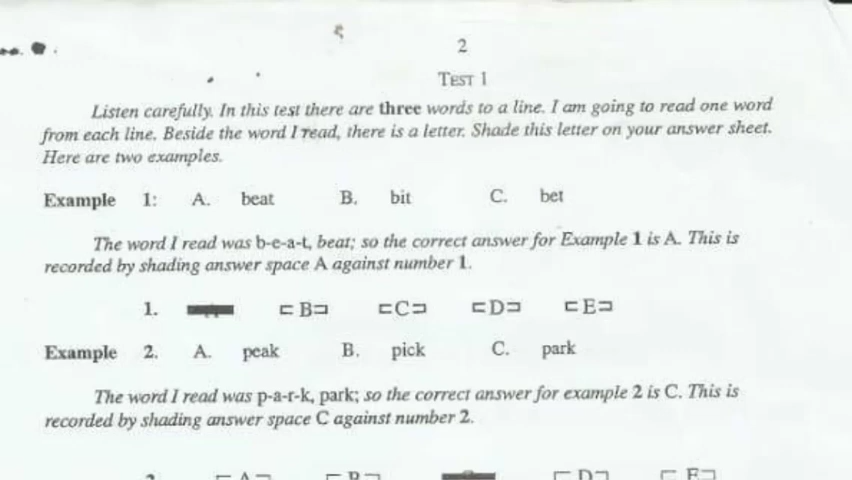 2
TEST 1
Listen carefully. In this test there are three words to a line. I am going to read one word
from each line. Beside the word I read, there is a letter. Shade this letter on your answer sheet.
Here are two examples.
Example 1: A. beat B. bit C. bet
The word I read was b-e-a-t, beat; so the correct answer for Example 1 is A. This is
recorded by shading answer space A against number 1.
1. ⊏B⊐ ⊏C⊐ ⊏D⊐ ⊏E⊐
Example 2. A. peak B. pick C. park
The word I read was p-a-r-k, park; so the correct answer for example 2 is C. This is
recorded by shading answer space C against number 2.
2 ⊏A⊐ ⊏B⊐ ⊏D⊐ ⊏E⊐